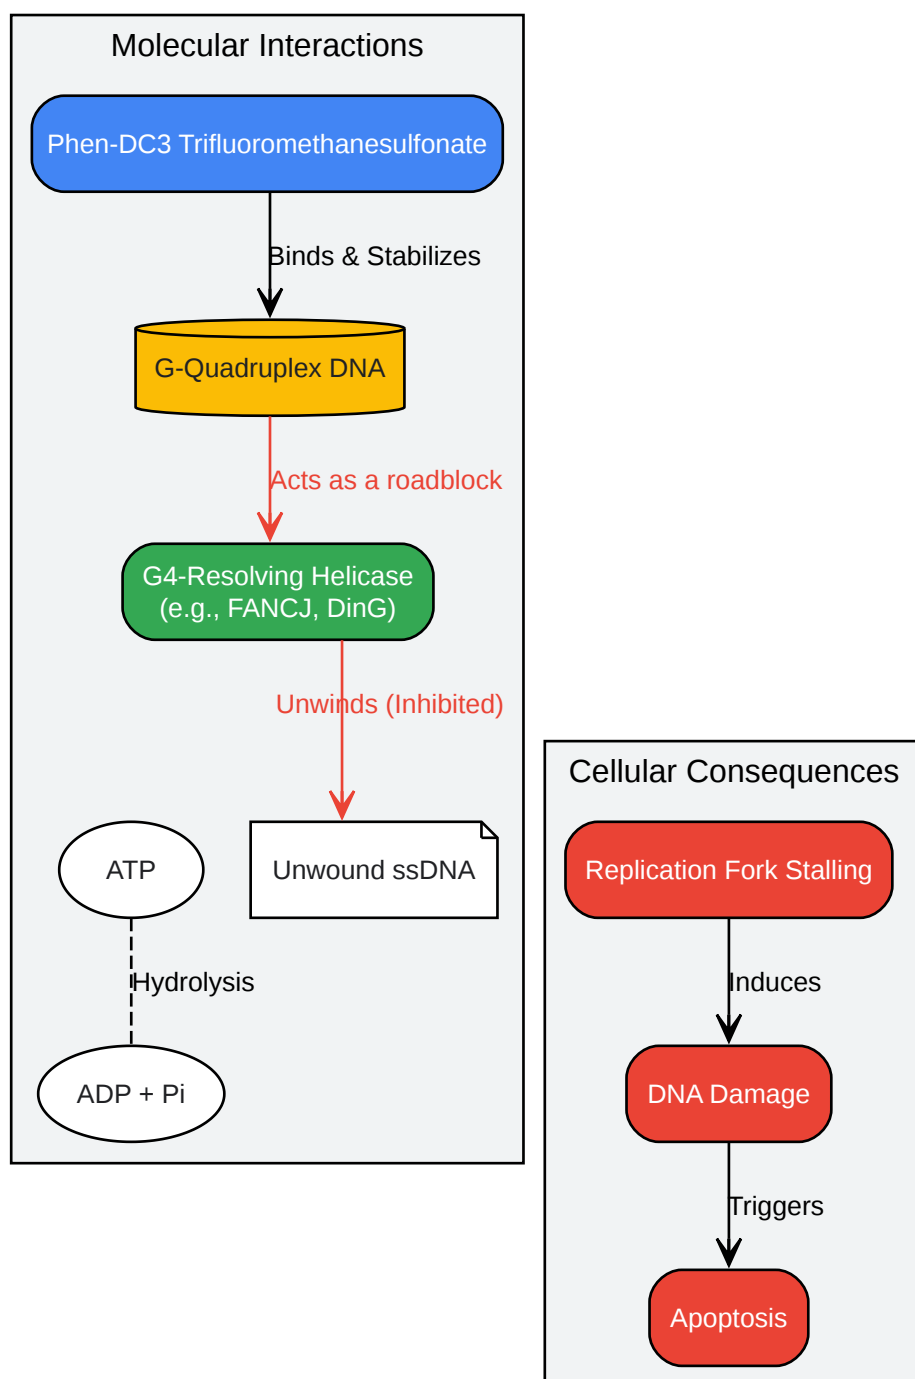 Molecular Interactions
Phen-DC3 Trifluoromethanesulfonate
Binds & Stabilizes
G-Quadruplex DNA
Acts as a roadblock
G4-Resolving Helicase
(e.g., FANCJ, DinG)
Unwinds (Inhibited)
ATP
Unwound ssDNA
Hydrolysis
ADP + Pi
Cellular Consequences
Replication Fork Stalling
Induces
DNA Damage
Triggers
Apoptosis